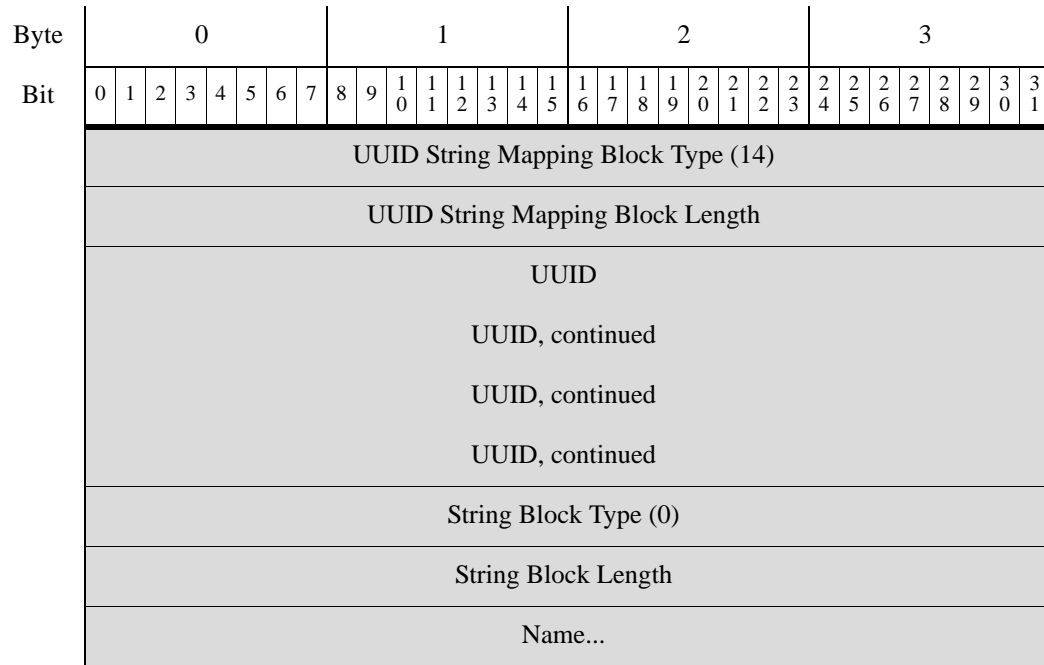 Byte 0 1 2 3
Bit 0 1 2 3 4 5 6 7 8 9 10 11 12 13 14 15 16 17 18 19 20 21 22 23 24 25 26 27 28 29 30 31
UUID String Mapping Block Type (14)
UUID String Mapping Block Length
UUID
UUID, continued
UUID, continued
UUID, continued
String Block Type (0)
String Block Length
Name...